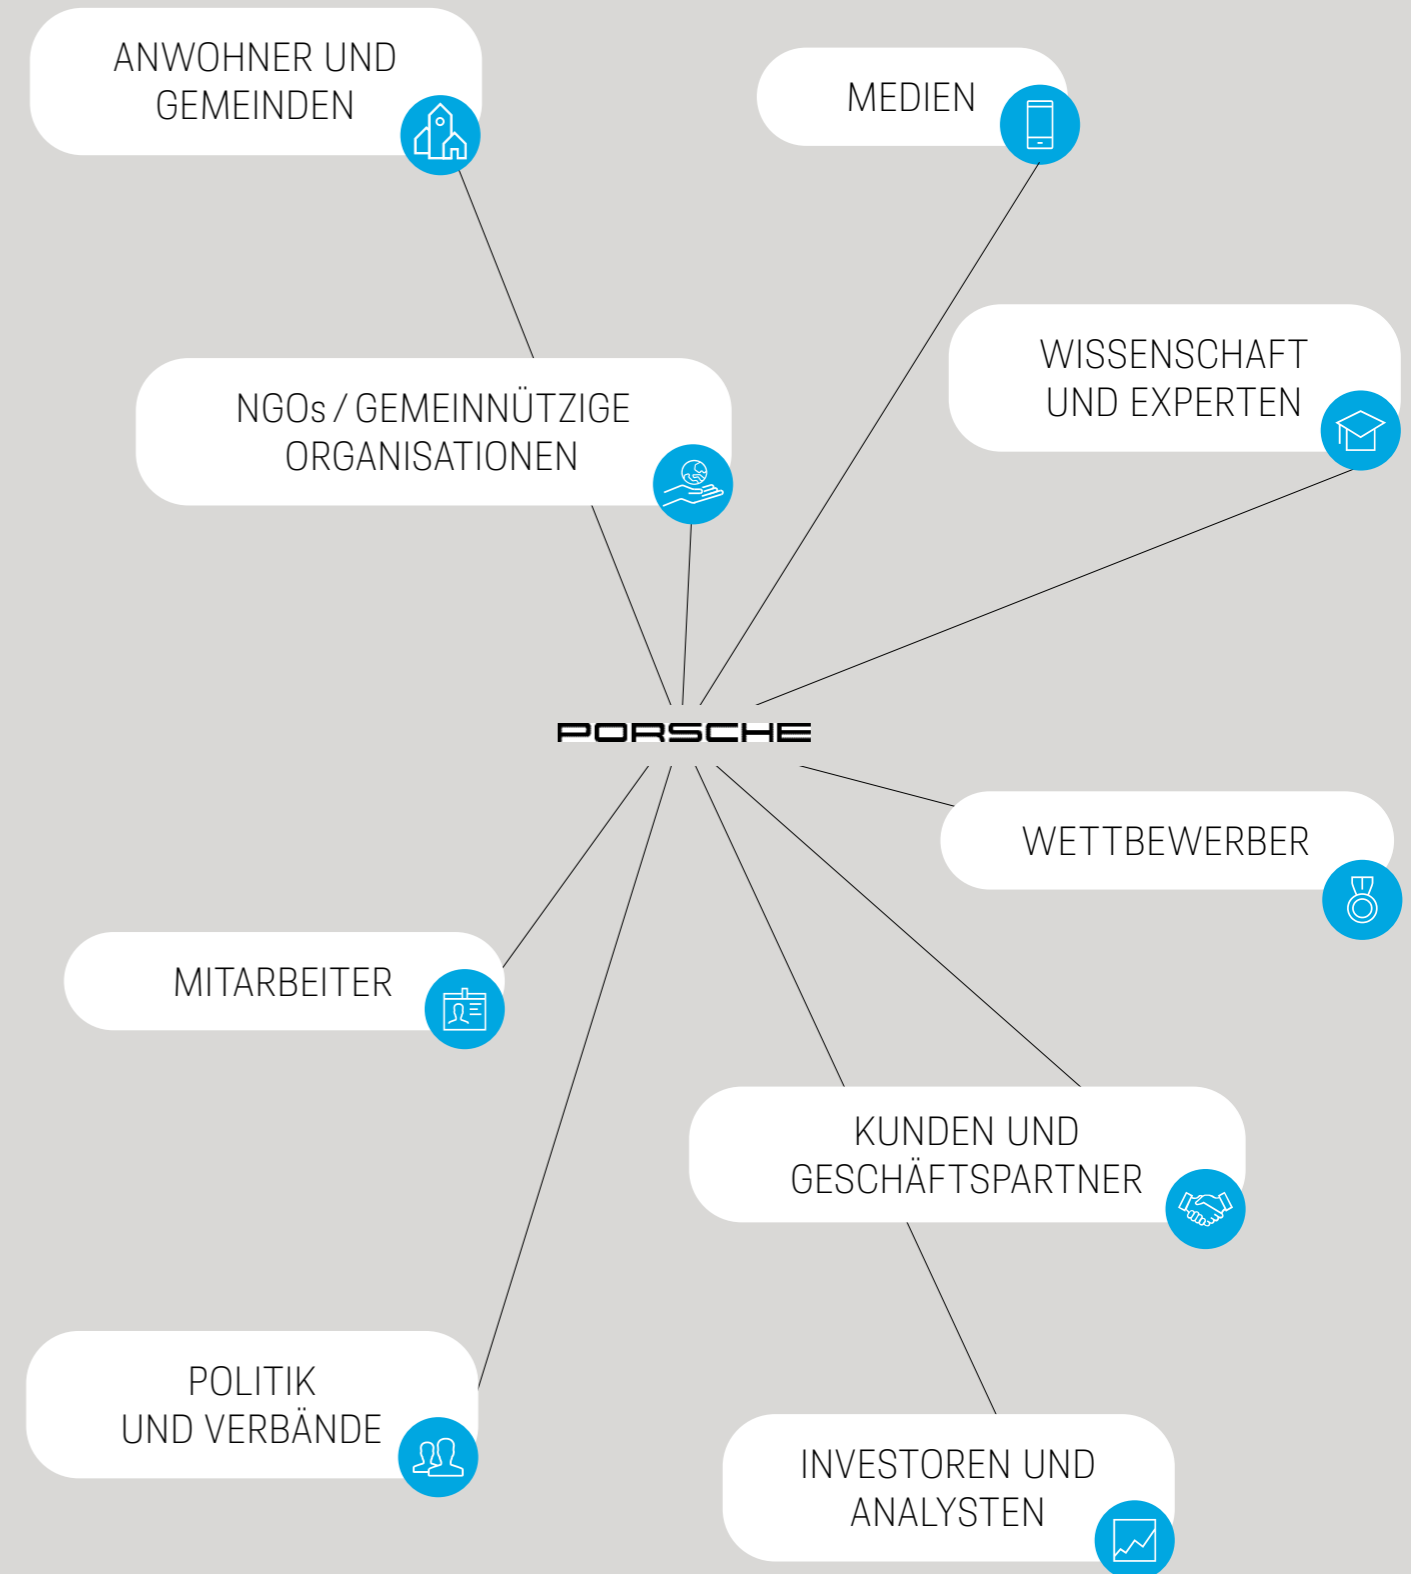 ANWOHNER UND
GEMEINDEN
MEDIEN
WISSENSCHAFT
UND EXPERTEN
NGOs / GEMEINNÜTZIGE
ORGANISATIONEN
PORSCHE
WETTBEWERBER
MITARBEITER
KUNDEN UND
GESCHÄFTSPARTNER
POLITIK
UND VERBÄNDE
INVESTOREN UND
ANALYSTEN